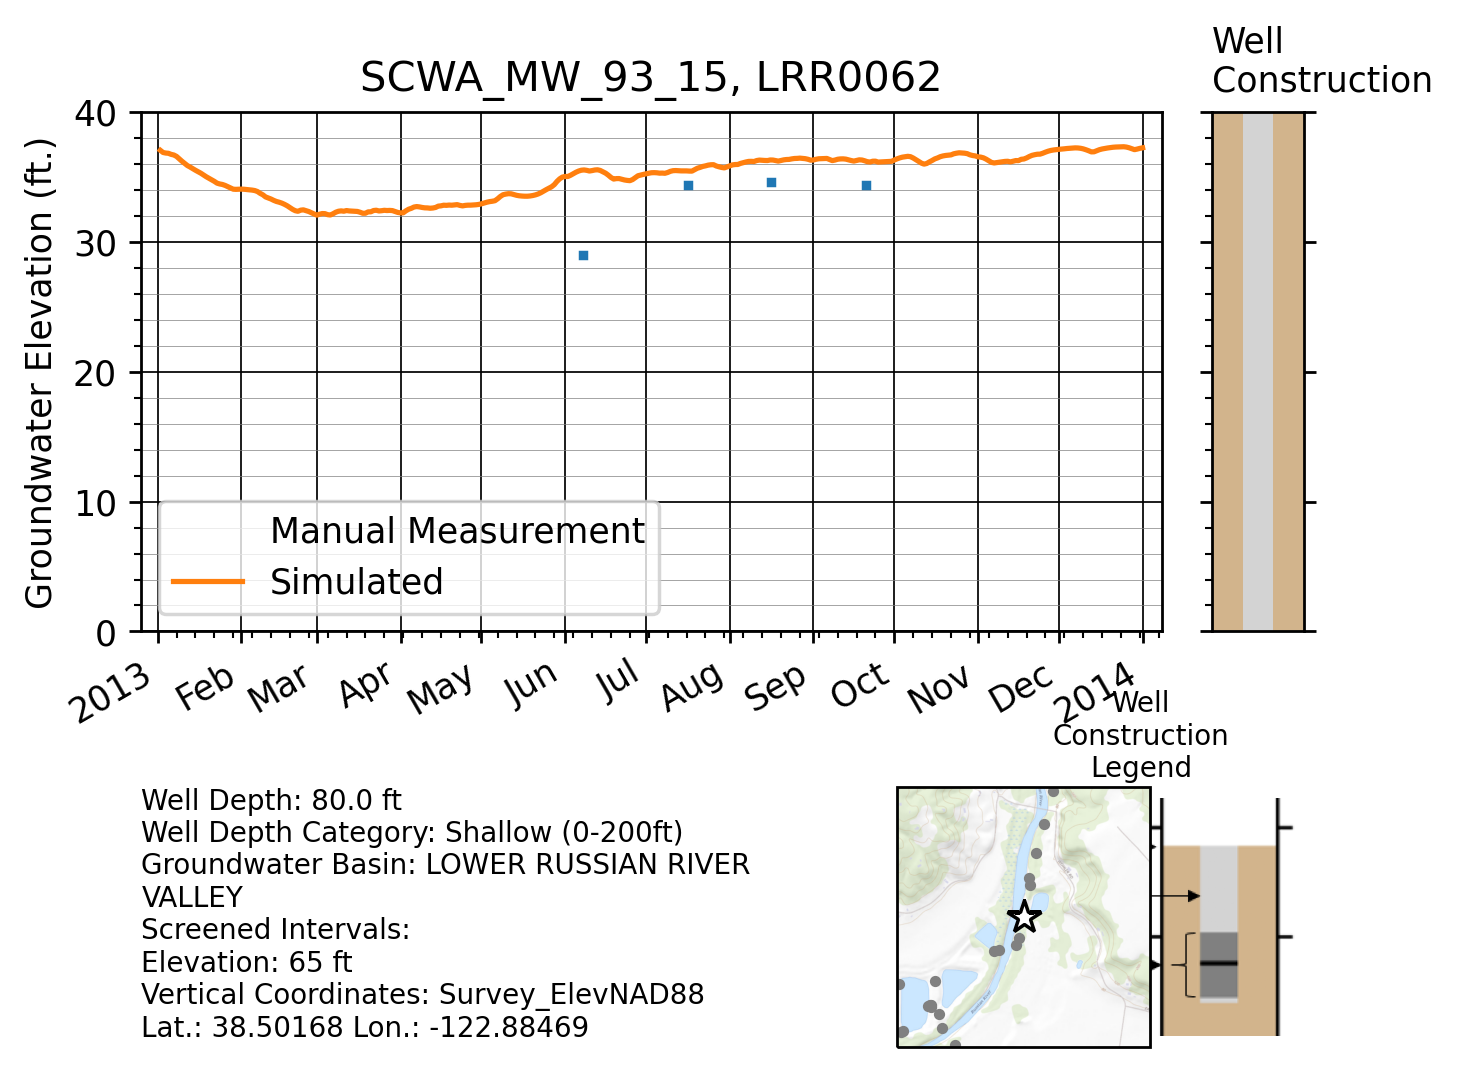 Well
Construction
SCWA_MW_93_15, LRR0062
Groundwater Elevation (ft.)
40
30
20
10
0
Manual Measurement
Simulated
2013 Feb Mar Apr May Jun Jul Aug Sep Oct Nov Dec 2014
Well
Construction
Legend
Well Depth: 80.0 ft
Well Depth Category: Shallow (0-200ft)
Groundwater Basin: LOWER RUSSIAN RIVER
VALLEY
Screened Intervals:
Elevation: 65 ft
Vertical Coordinates: Survey_ElevNAD88
Lat.: 38.50168 Lon.: -122.88469